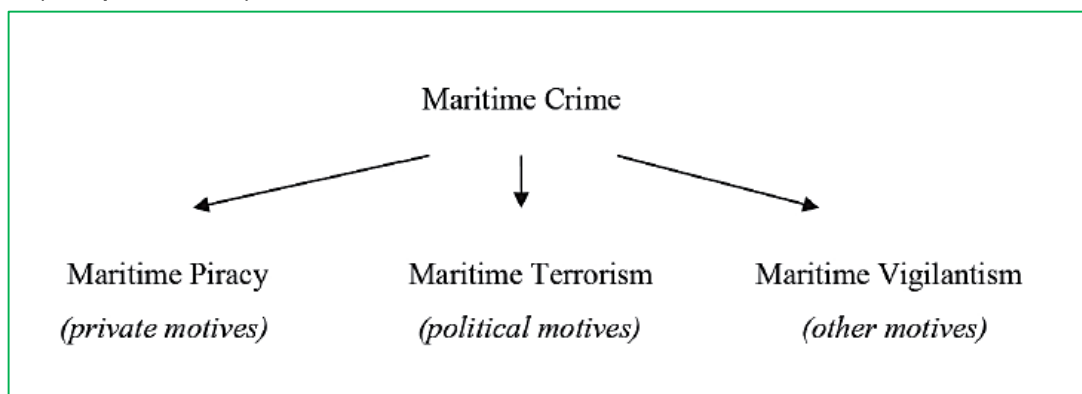 Maritime Crime
Maritime Piracy Maritime Terrorism Maritime Vigilantism
(private motives) (political motives) (other motives)